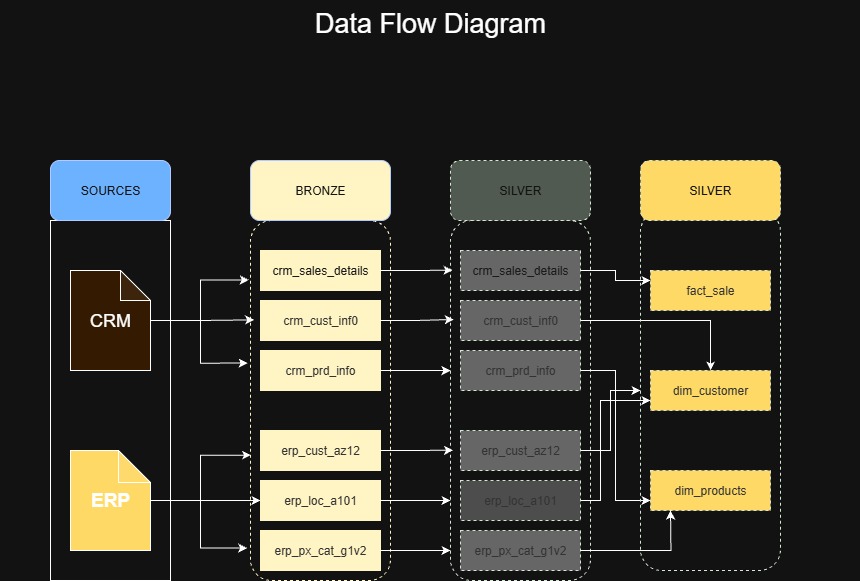 Data Flow Diagram
SOURCES
BRONZE
SILVER
SILVER
CRM
ERP
crm_sales_details
crm_cust_inf0
crm_prd_info
erp_cust_az12
erp_loc_a101
erp_px_cat_g1v2
crm_sales_details
crm_cust_inf0
crm_prd_info
erp_cust_az12
erp_loc_a101
erp_px_cat_g1v2
fact_sale
dim_customer
dim_products